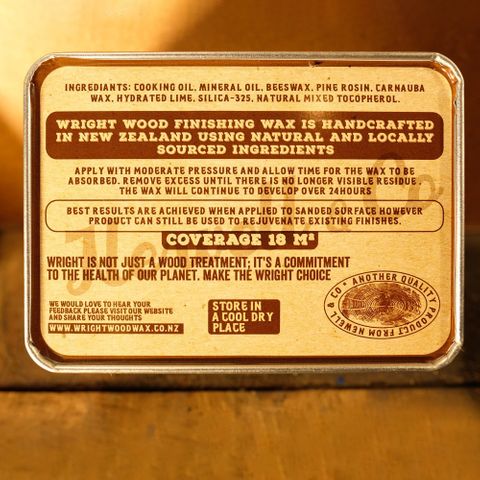 INGREDIANTS: COOKING OIL, MINERAL OIL, BEESWAX, PINE ROSIN, CARNAUBA
WAX, HYDRATED LIME, SILICA-325, NATURAL MIXED TOCOPHEROL.
WRIGHT WOOD FINISHING WAX IS HANDCRAFTED
IN NEW ZEALAND USING NATURAL AND LOCALLY
SOURCED INGREDIENTS
APPLY WITH MODERATE PRESSURE AND ALLOW TIME FOR THE WAX TO BE
ABSORBED. REMOVE EXCESS UNTIL THERE IS NO LONGER VISIBLE RESIDUE.
THE WAX WILL CONTINUE TO DEVELOP OVER 24HOURS
BEST RESULTS ARE ACHIEVED WHEN APPLIED TO SANDED SURFACE HOWEVER
PRODUCT CAN STILL BE USED TO REJUVENATE EXISTING FINISHES.
COVERAGE 18 M²
WRIGHT IS NOT JUST A WOOD TREATMENT; IT'S A COMMITMENT
TO THE HEALTH OF OUR PLANET. MAKE THE WRIGHT CHOICE
WE WOULD LOVE TO HEAR YOUR
FEEDBACK PLEASE VISIT OUR WEBSITE
AND SHARE YOUR THOUGHTS
WWW.WRIGHTWOODWAX.CO.NZ
STORE IN
A COOL DRY
PLACE
ANOTHER QUALITY PRODUCT FROM NEWELL & CO